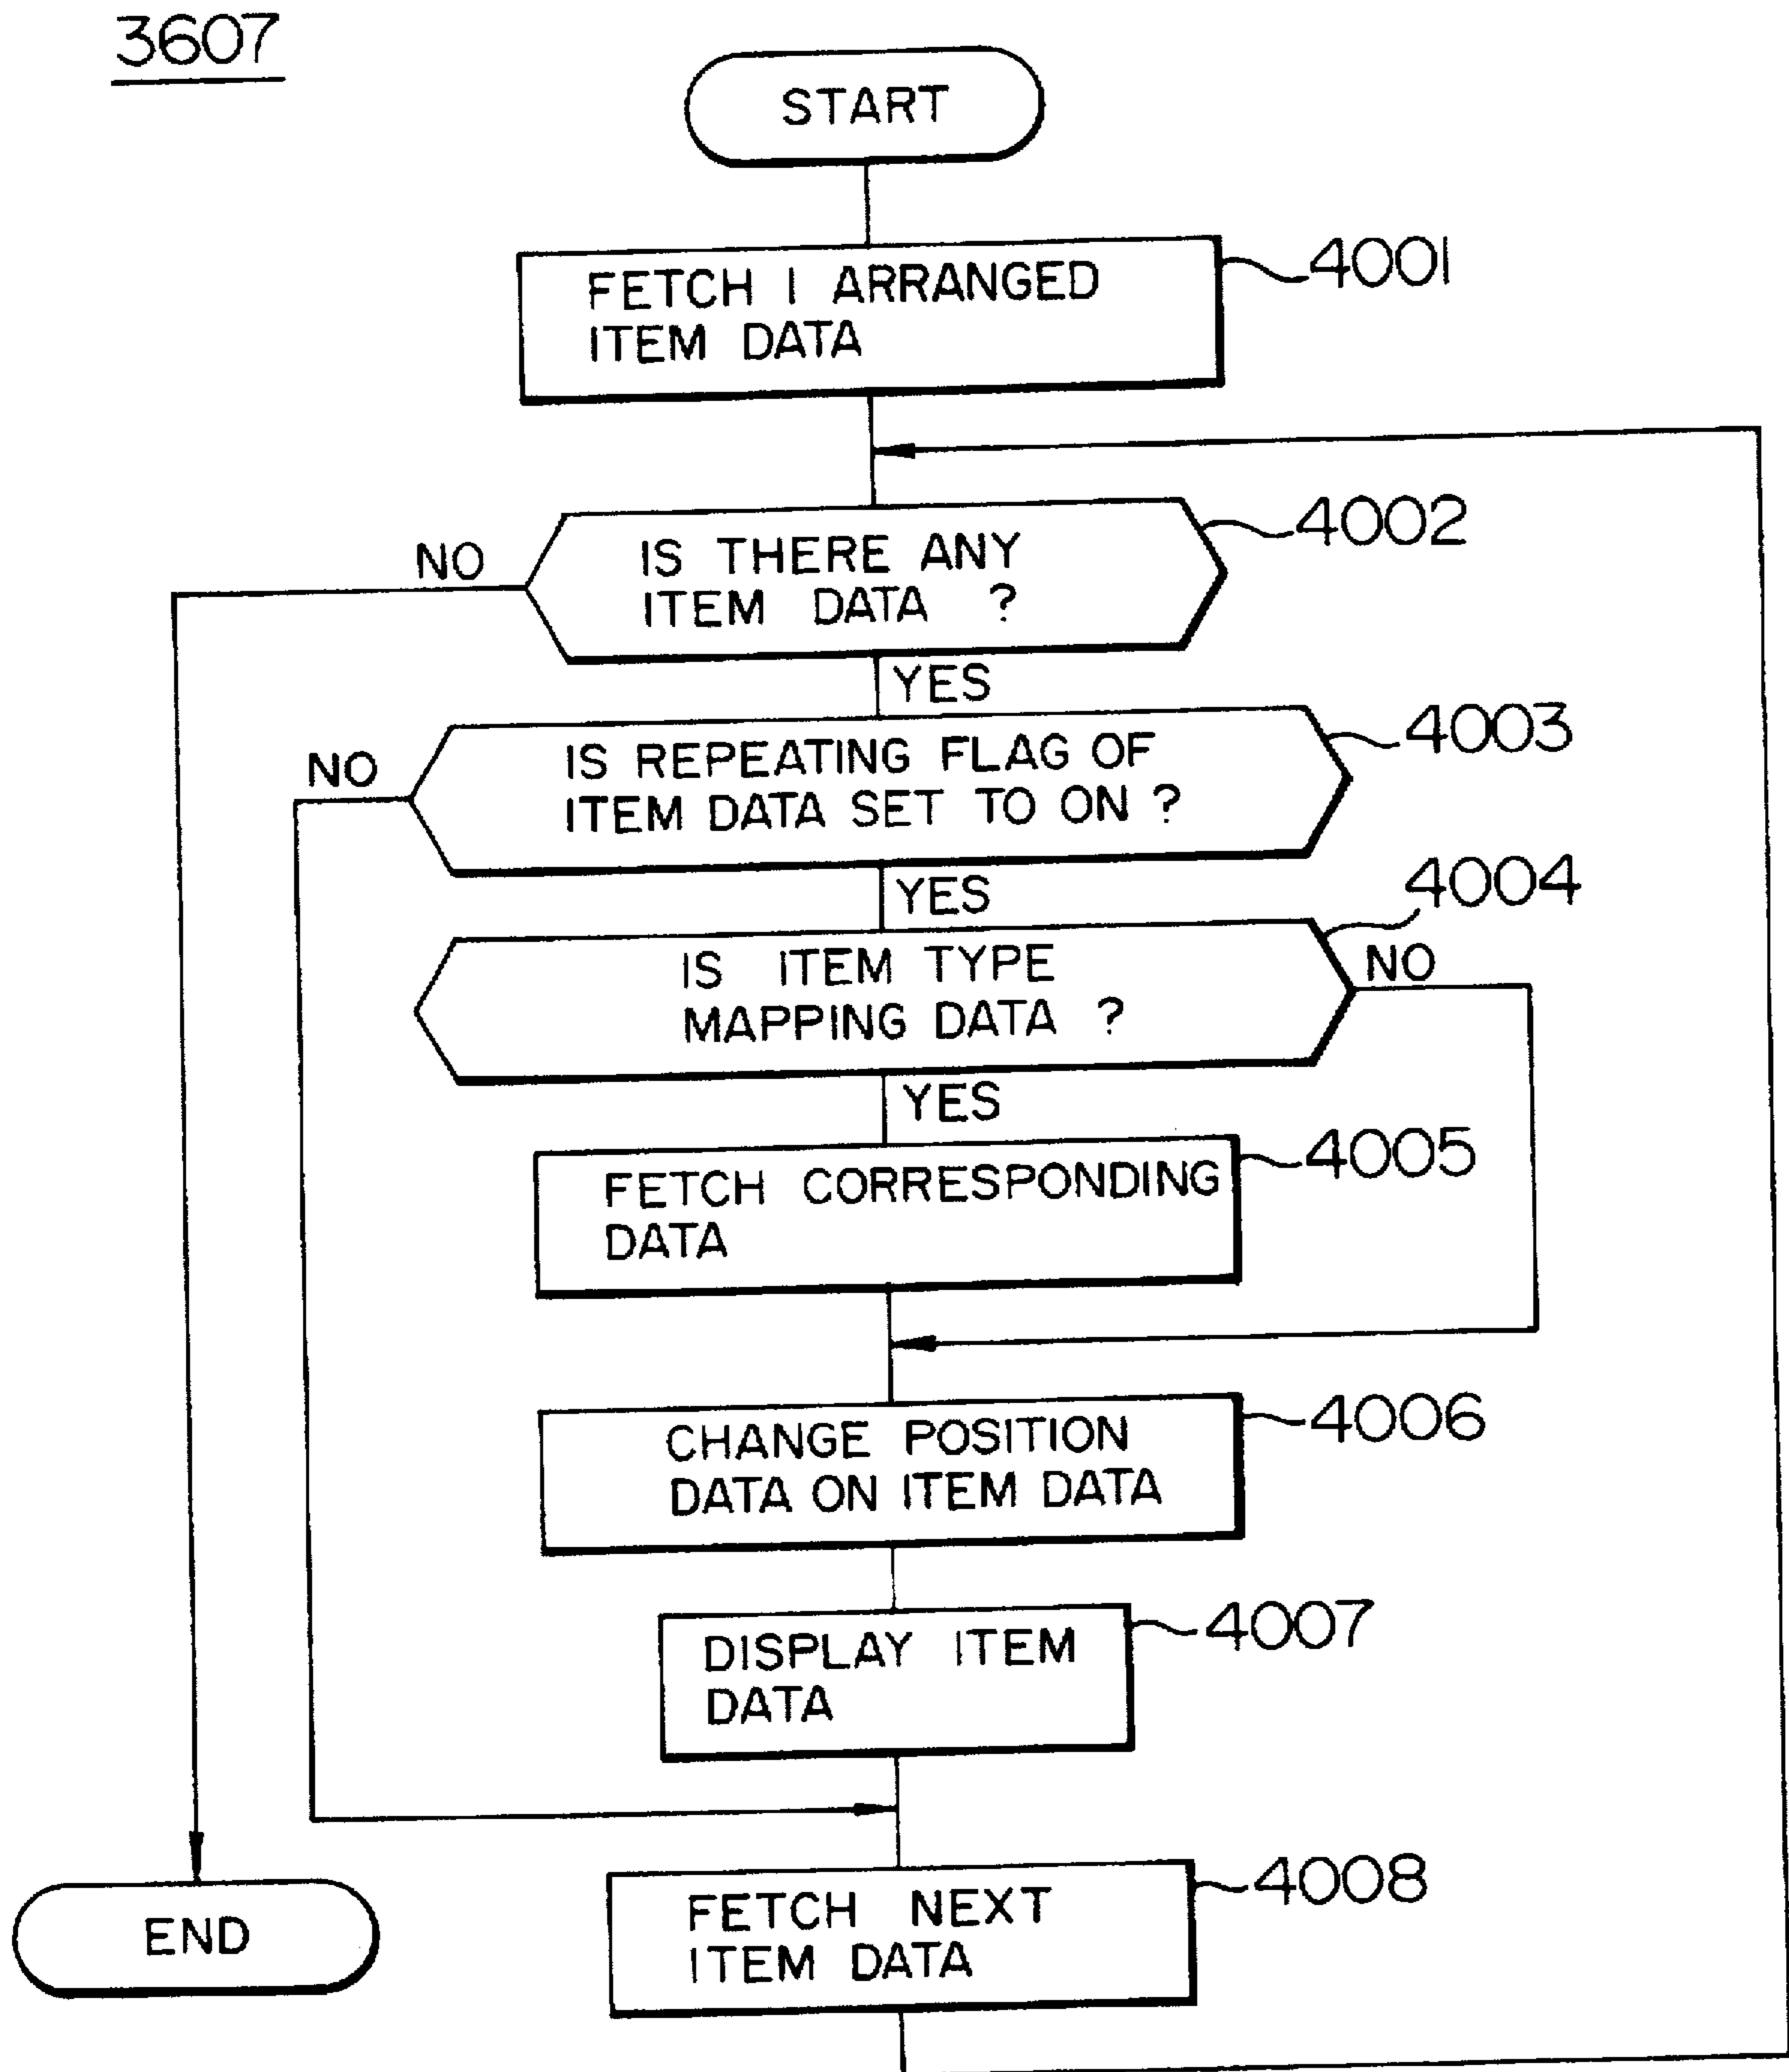 3607
START
FETCH 1 ARRANGED
ITEM DATA
4001
IS THERE ANY
ITEM DATA ?
4002
NO
YES
IS REPEATING FLAG OF
ITEM DATA SET TO ON ?
4003
NO
YES
IS ITEM TYPE
MAPPING DATA ?
4004
NO
YES
FETCH CORRESPONDING
DATA
4005
CHANGE POSITION
DATA ON ITEM DATA
4006
DISPLAY ITEM
DATA
4007
FETCH NEXT
ITEM DATA
4008
END